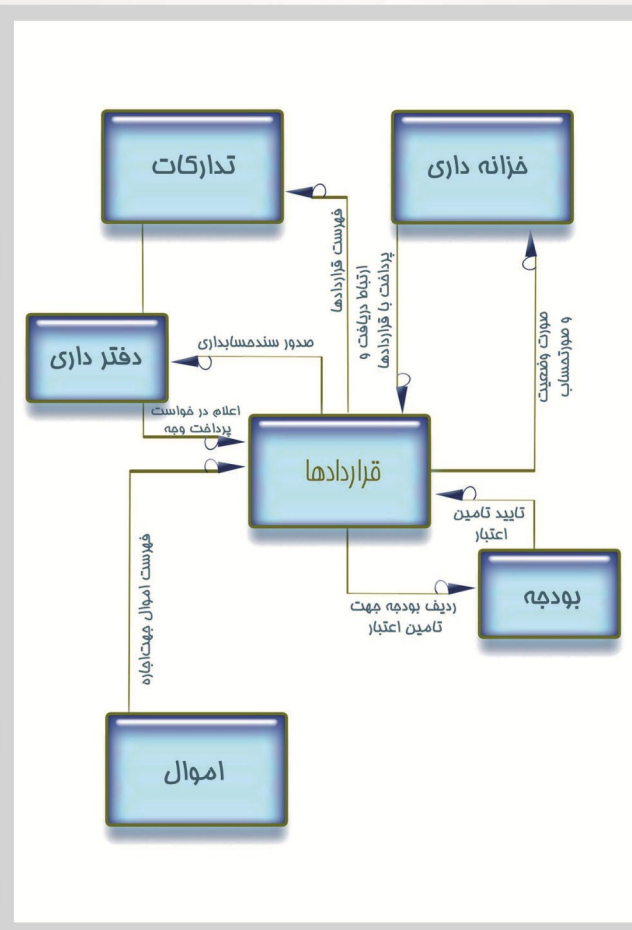 تدارکات
خزانه داری
فهرست قراردادها
ارتباط دریافت و
پرداخت با قراردادها
صورت وضعیت
و صورتحساب
دفتر داری
صدور سندحسابداری
اعلام در خواست
پرداخت وجه
قراردادها
تایید تامین
اعتبار
بودجه
ردیف بودجه جهت
تامین اعتبار
فهرست اموال جهت‌اجاره
اموال